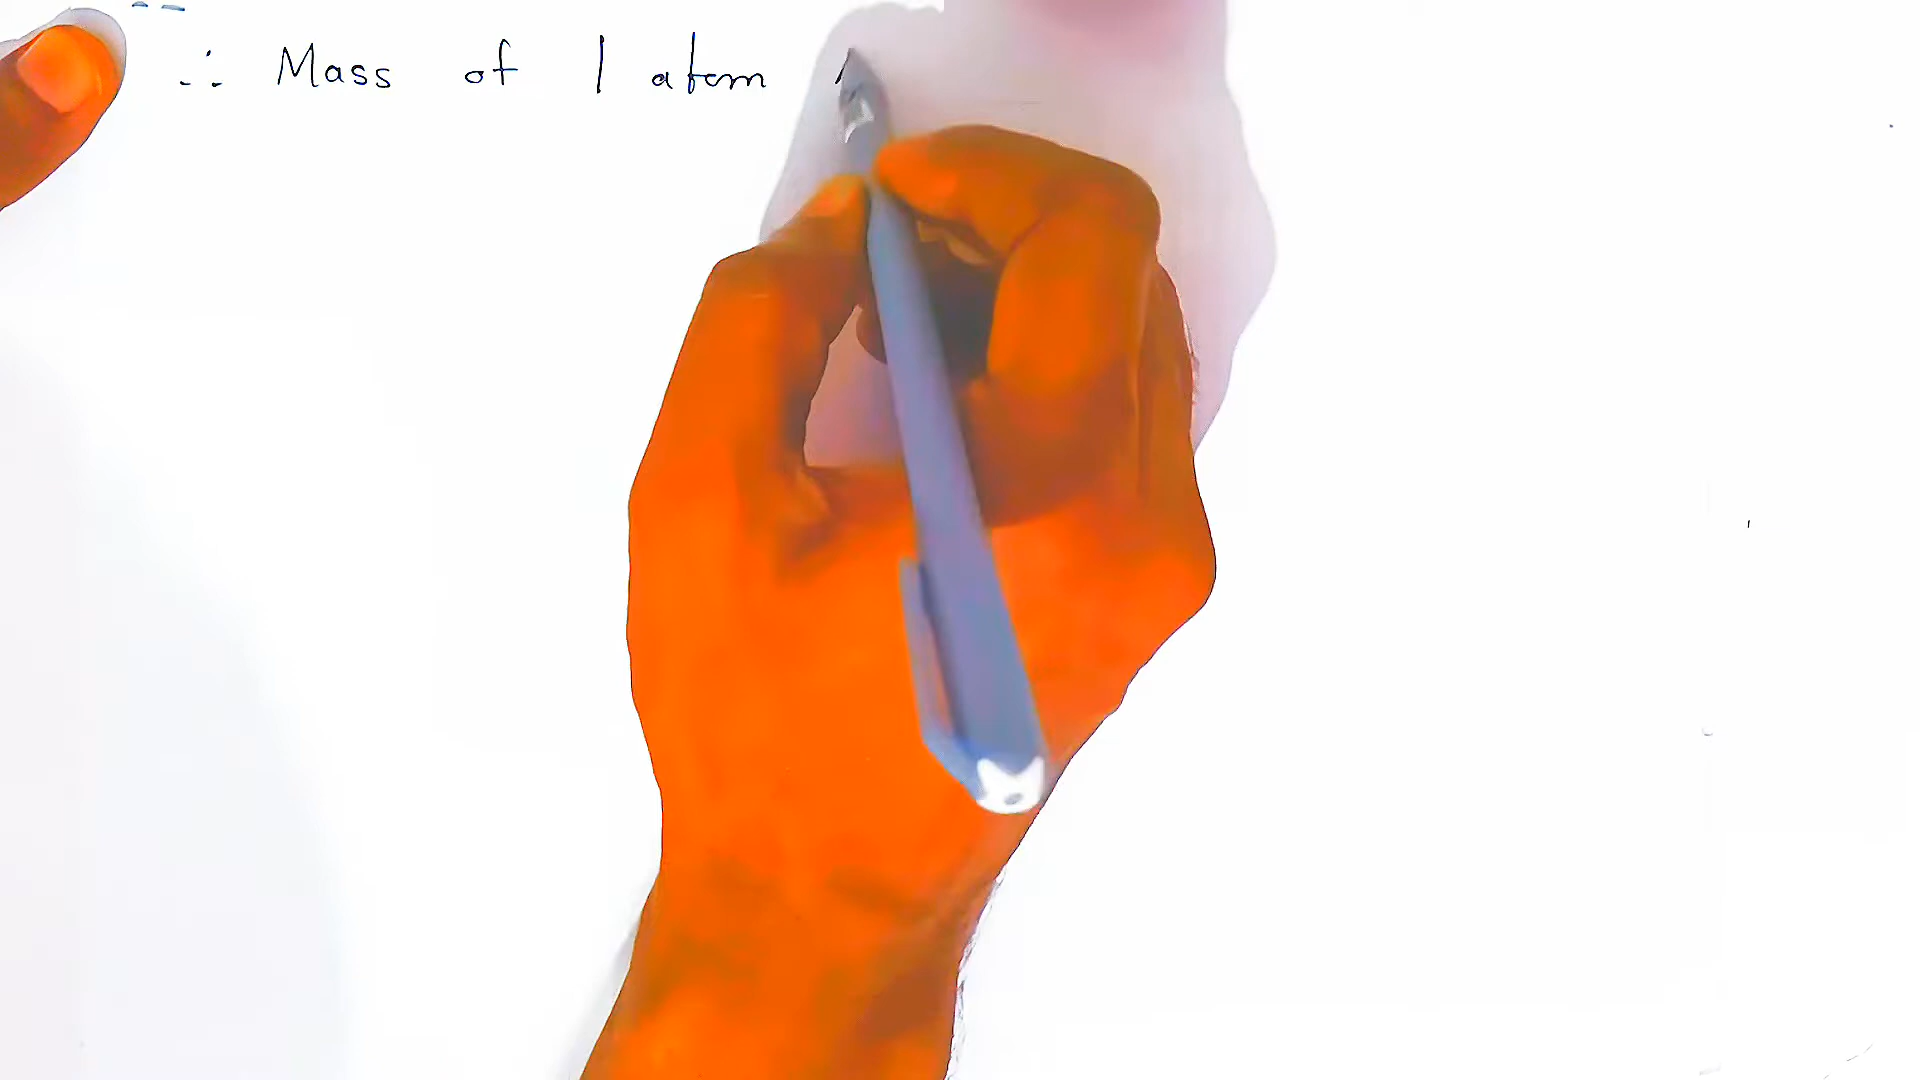 ∴ Mass of 1 atom